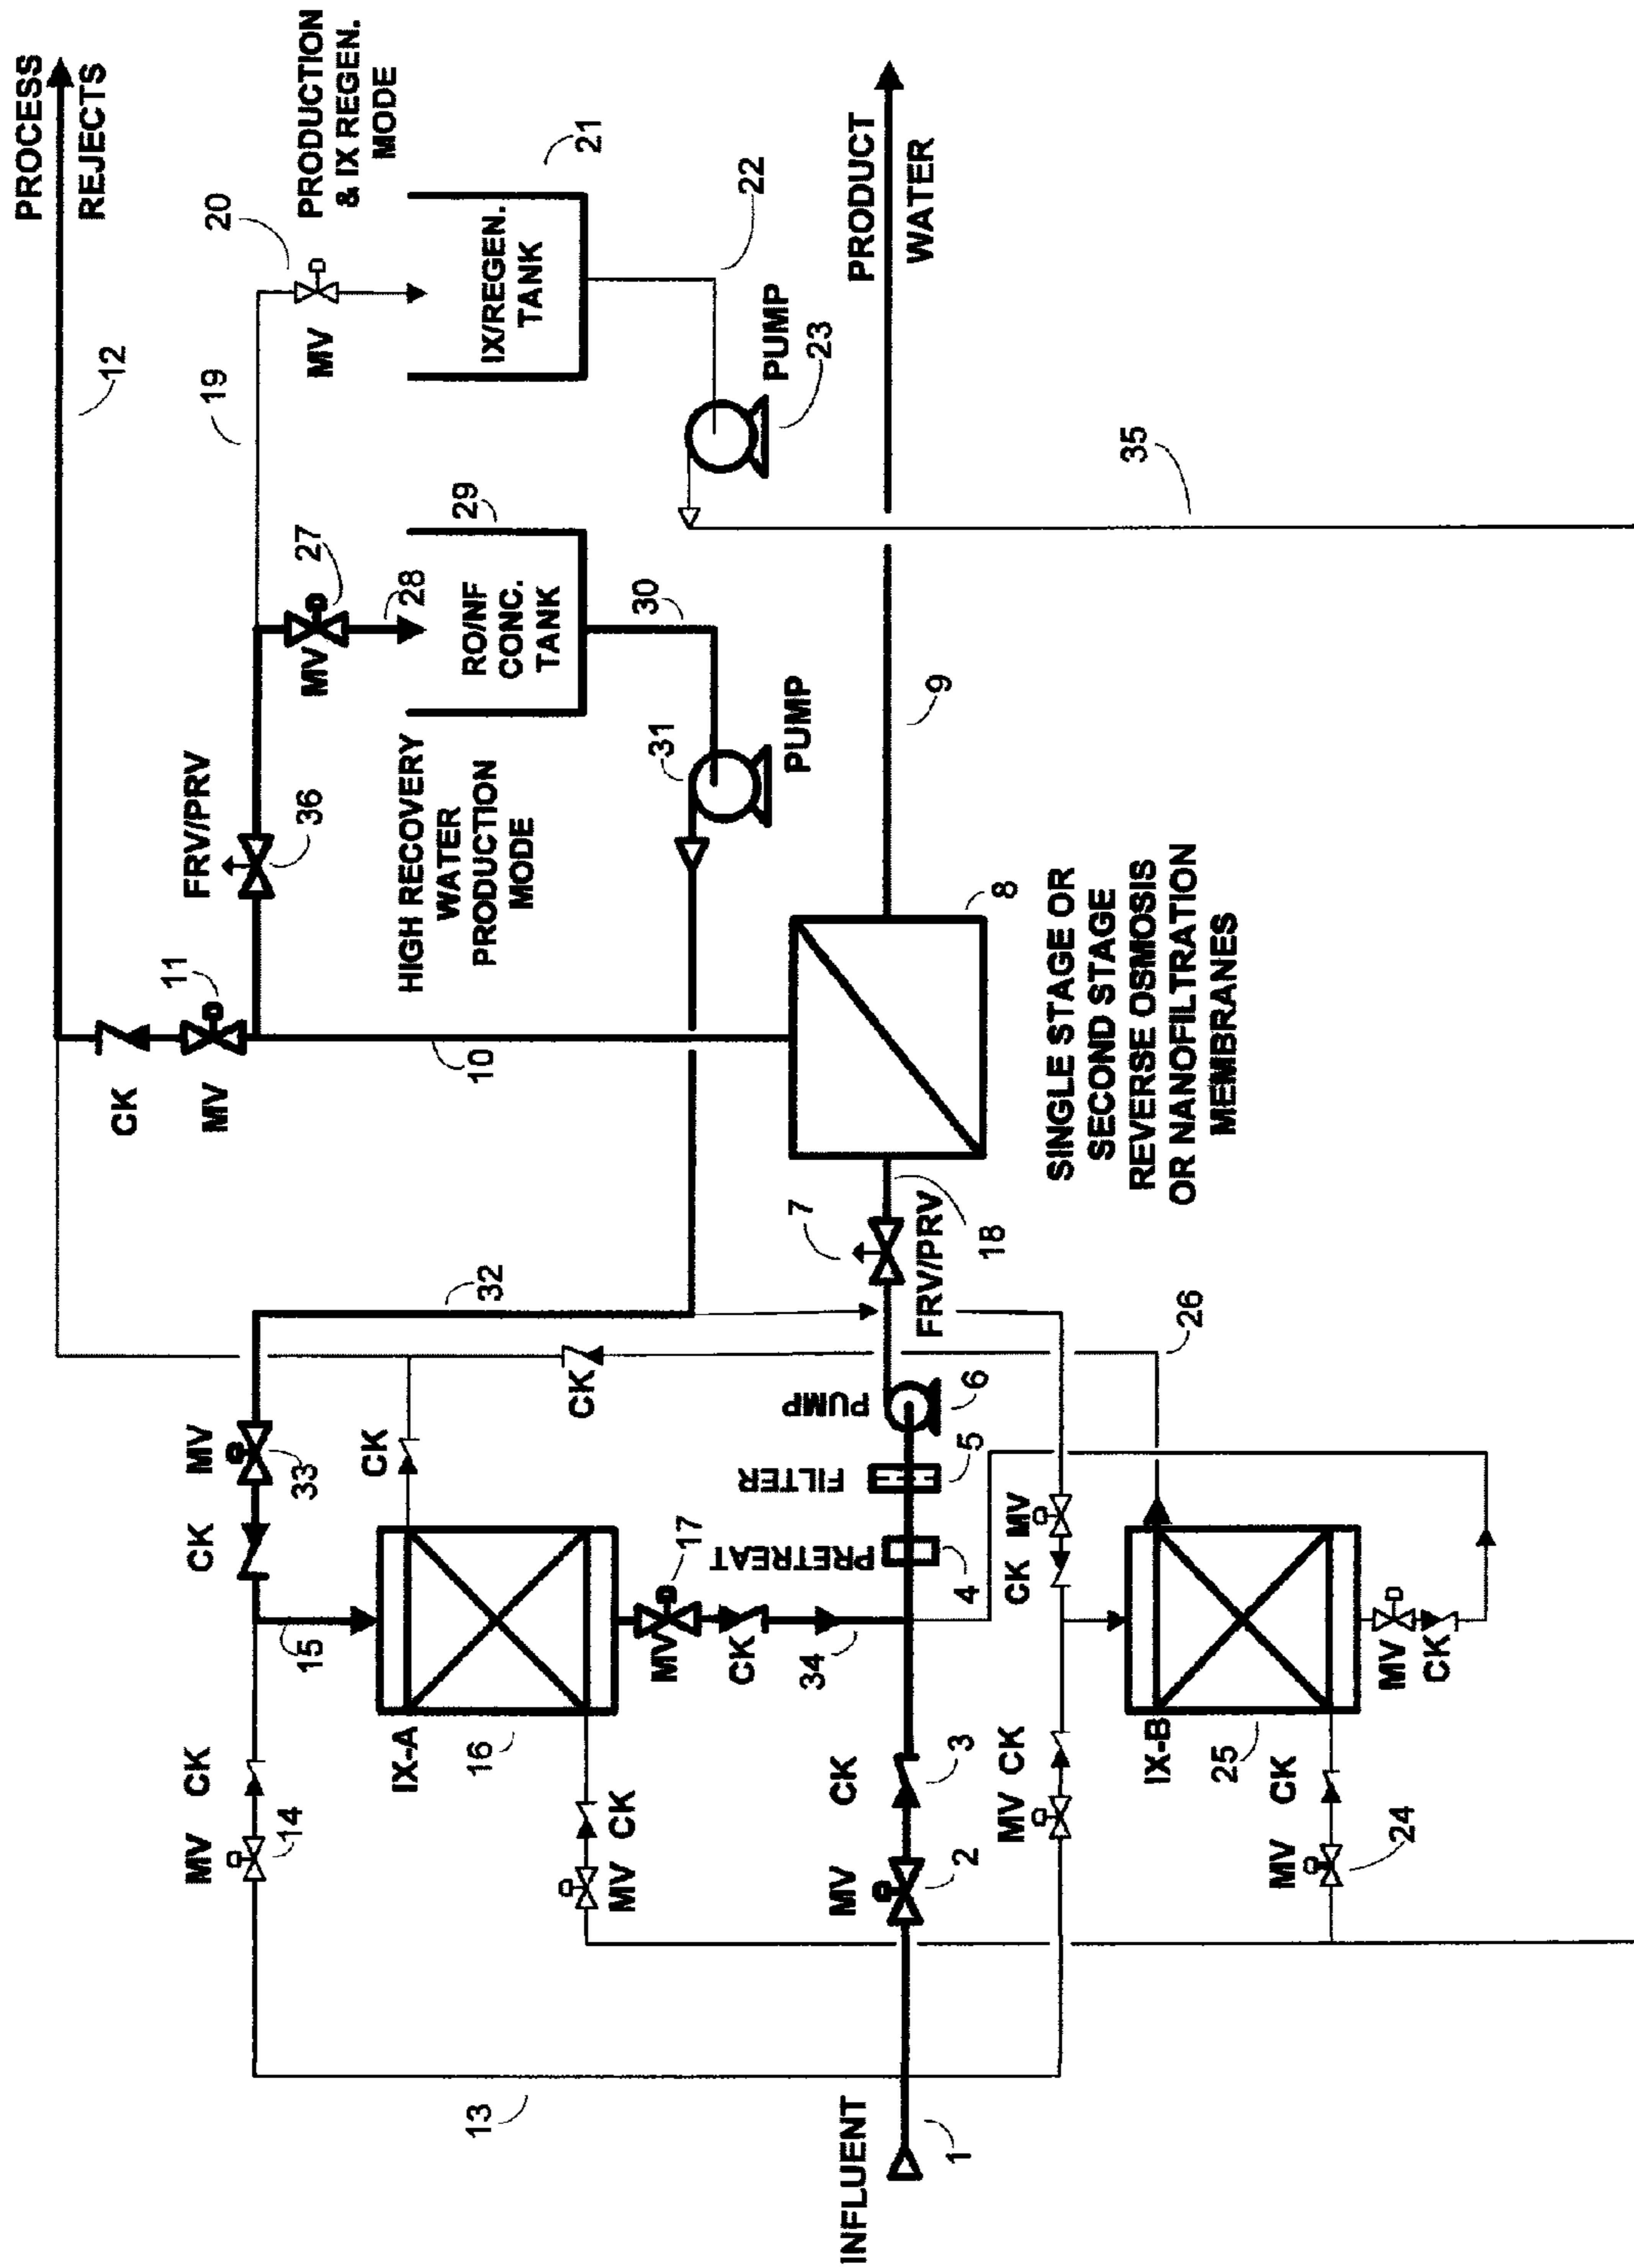 PROCESS
REJECTS
12
PRODUCTION
& IX REGEN.
MODE
20
19
MV
21
IX/REGEN.
TANK
22
PUMP
23
PRODUCT
WATER
35
FRV/PRV
36
27
MV
28
29
RO/NF
CONC.
TANK
30
31
PUMP
HIGH RECOVERY
WATER
PRODUCTION
MODE
11
CK
MV
10
9
8
SINGLE STAGE OR
SECOND STAGE
REVERSE OSMOSIS
OR NANOFILTRATION
MEMBRANES
7
18
FRV/PRV
32
26
CK
PUMP
6
FILTER
5
PRETREAT
4
MV
33
CK
CK
15
IX-A
16
17
MV
CK
34
CK
MV
14
CK
MV
CK
3
MV
2
MV
CK
CK
MV
IX-B
25
MV
CK
CK
MV
24
13
INFLUENT
1